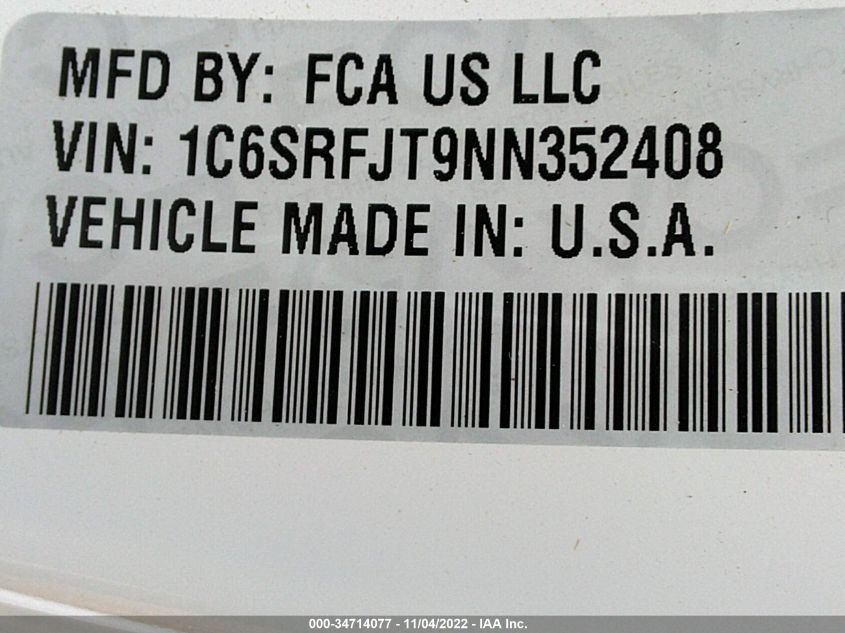 MFD BY: FCA US LLC
VIN: 1C6SRFJT9NN352408
VEHICLE MADE IN: U.S.A.
000-34714077 - 11/04/2022 - IAA Inc.